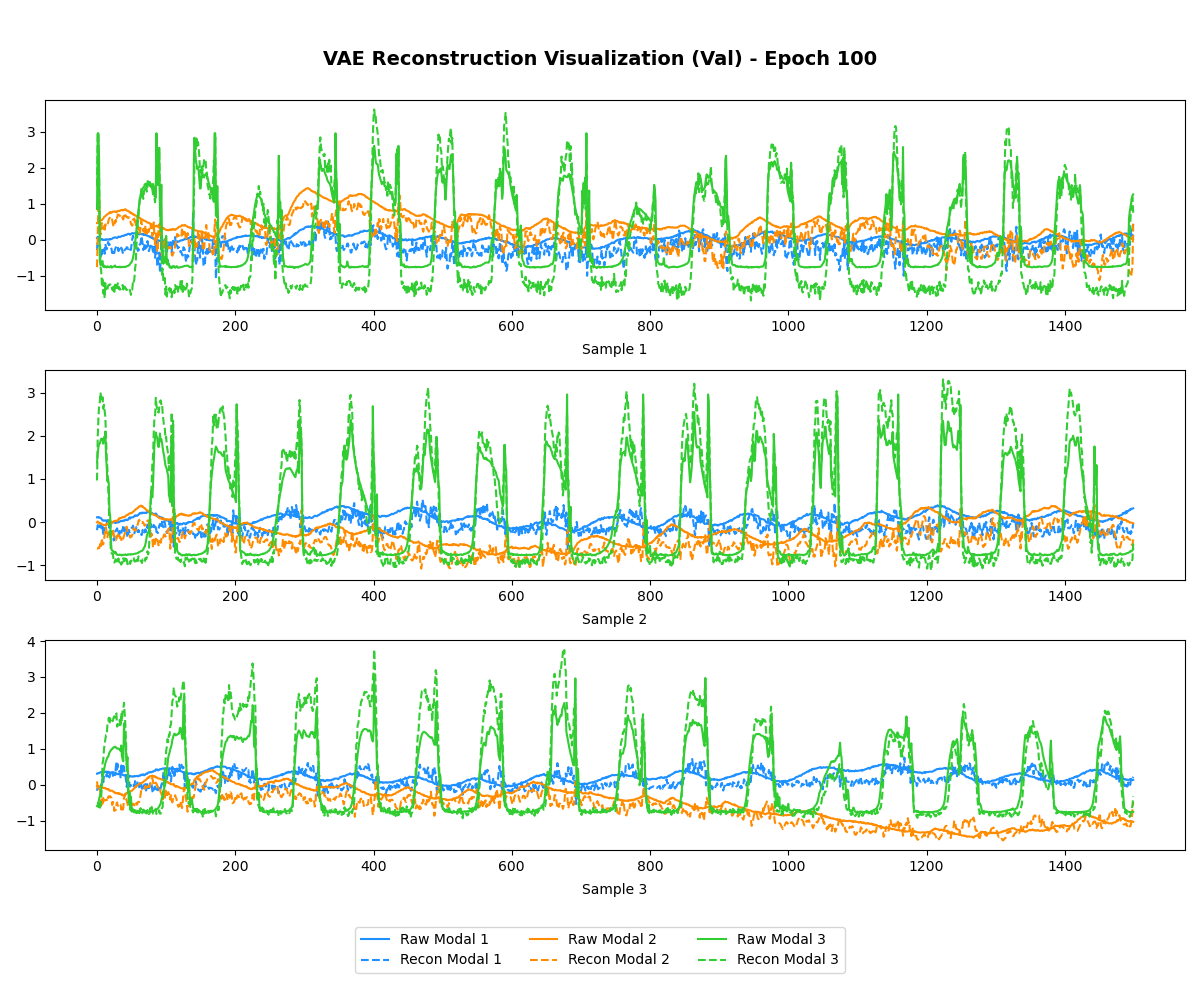 VAE Reconstruction Visualization (Val) - Epoch 100
3
2
1
0
−1
0 200 400 600 800 1000 1200 1400
Sample 1
3
2
1
0
−1
0 200 400 600 800 1000 1200 1400
Sample 2
4
3
2
1
0
−1
0 200 400 600 800 1000 1200 1400
Sample 3
Raw Modal 1 Raw Modal 2 Raw Modal 3
Recon Modal 1 Recon Modal 2 Recon Modal 3